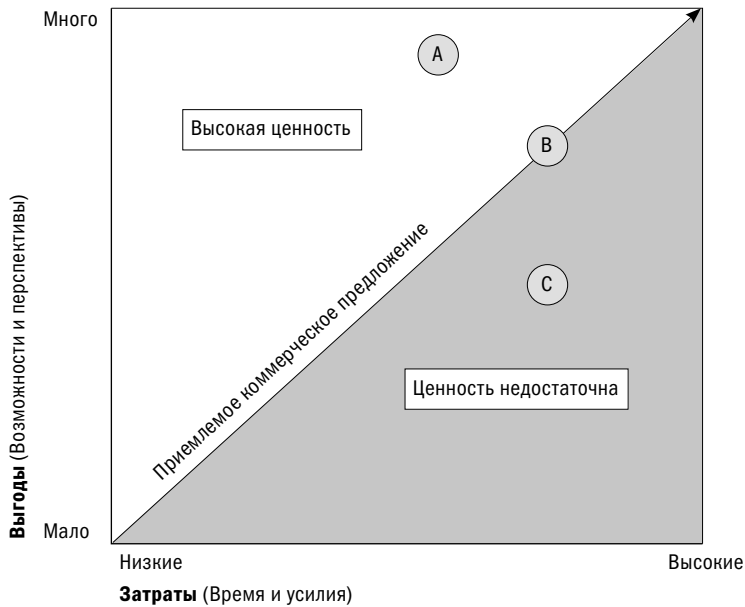 Много
A
Высокая ценность
B
Приемлемое коммерческое предложение
C
Ценность недостаточна
Выгоды (Возможности и перспективы)
Мало
Низкие
Высокие
Затраты (Время и усилия)